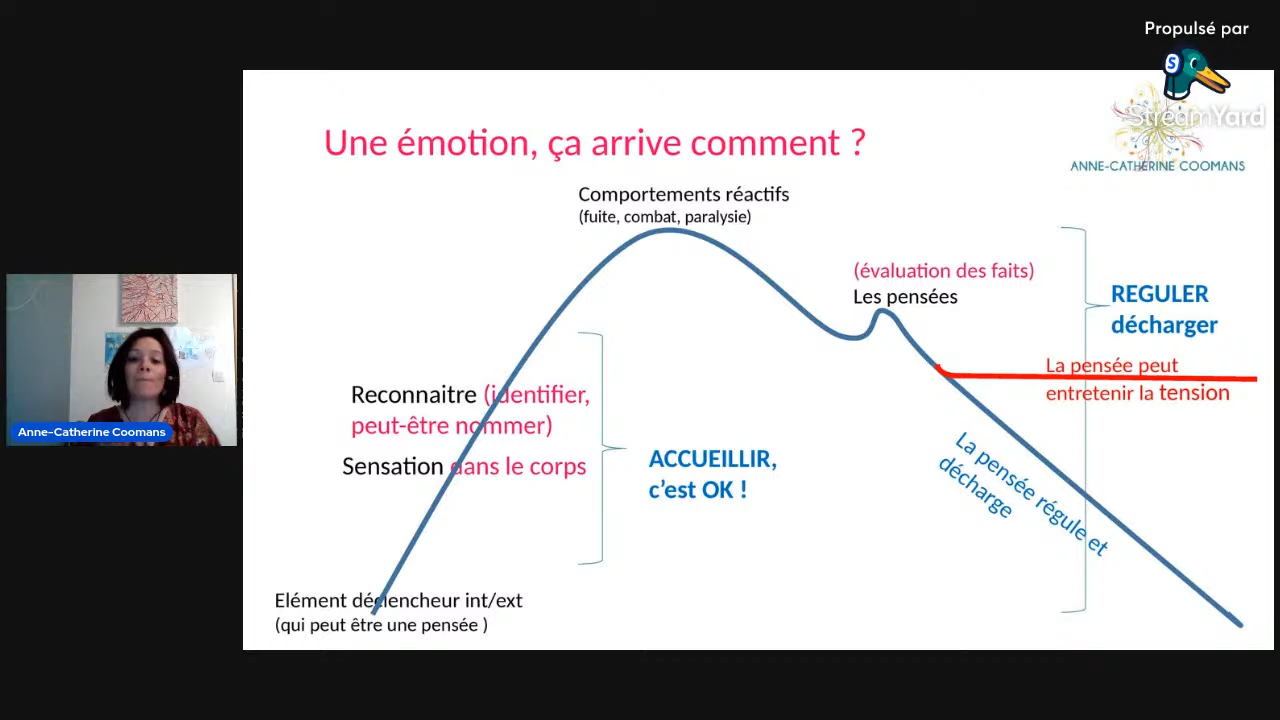 Propulsé par
StreamYard
ANNE-CATHERINE COOMANS
Une émotion, ça arrive comment ?
Comportements réactifs
(fuite, combat, paralysie)
(évaluation des faits)
Les pensées
REGULER
décharger
La pensée peut
entretenir la tension
Reconnaitre (identifier,
peut-être nommer)
Sensation dans le corps
ACCUEILLIR,
c’est OK !
La pensée régule et
décharge
Elément déclencheur int/ext
(qui peut être une pensée )
Anne-Catherine Coomans